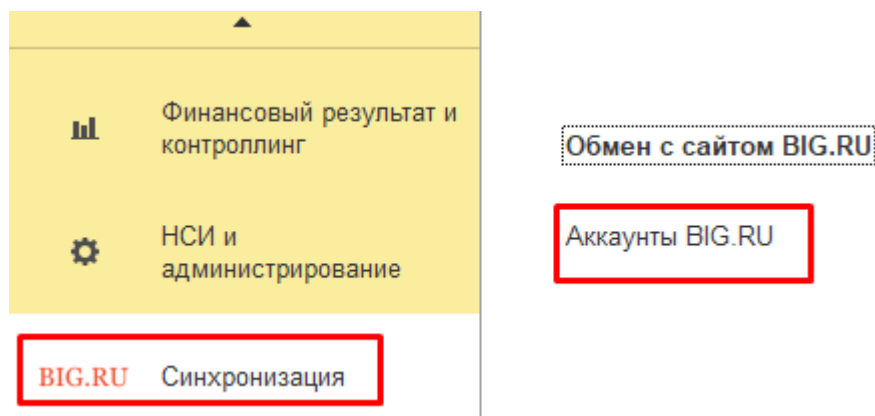 Финансовый результат и
контроллинг
НСИ и
администрирование
BIG.RU Синхронизация
Обмен с сайтом BIG.RU
Аккаунты BIG.RU